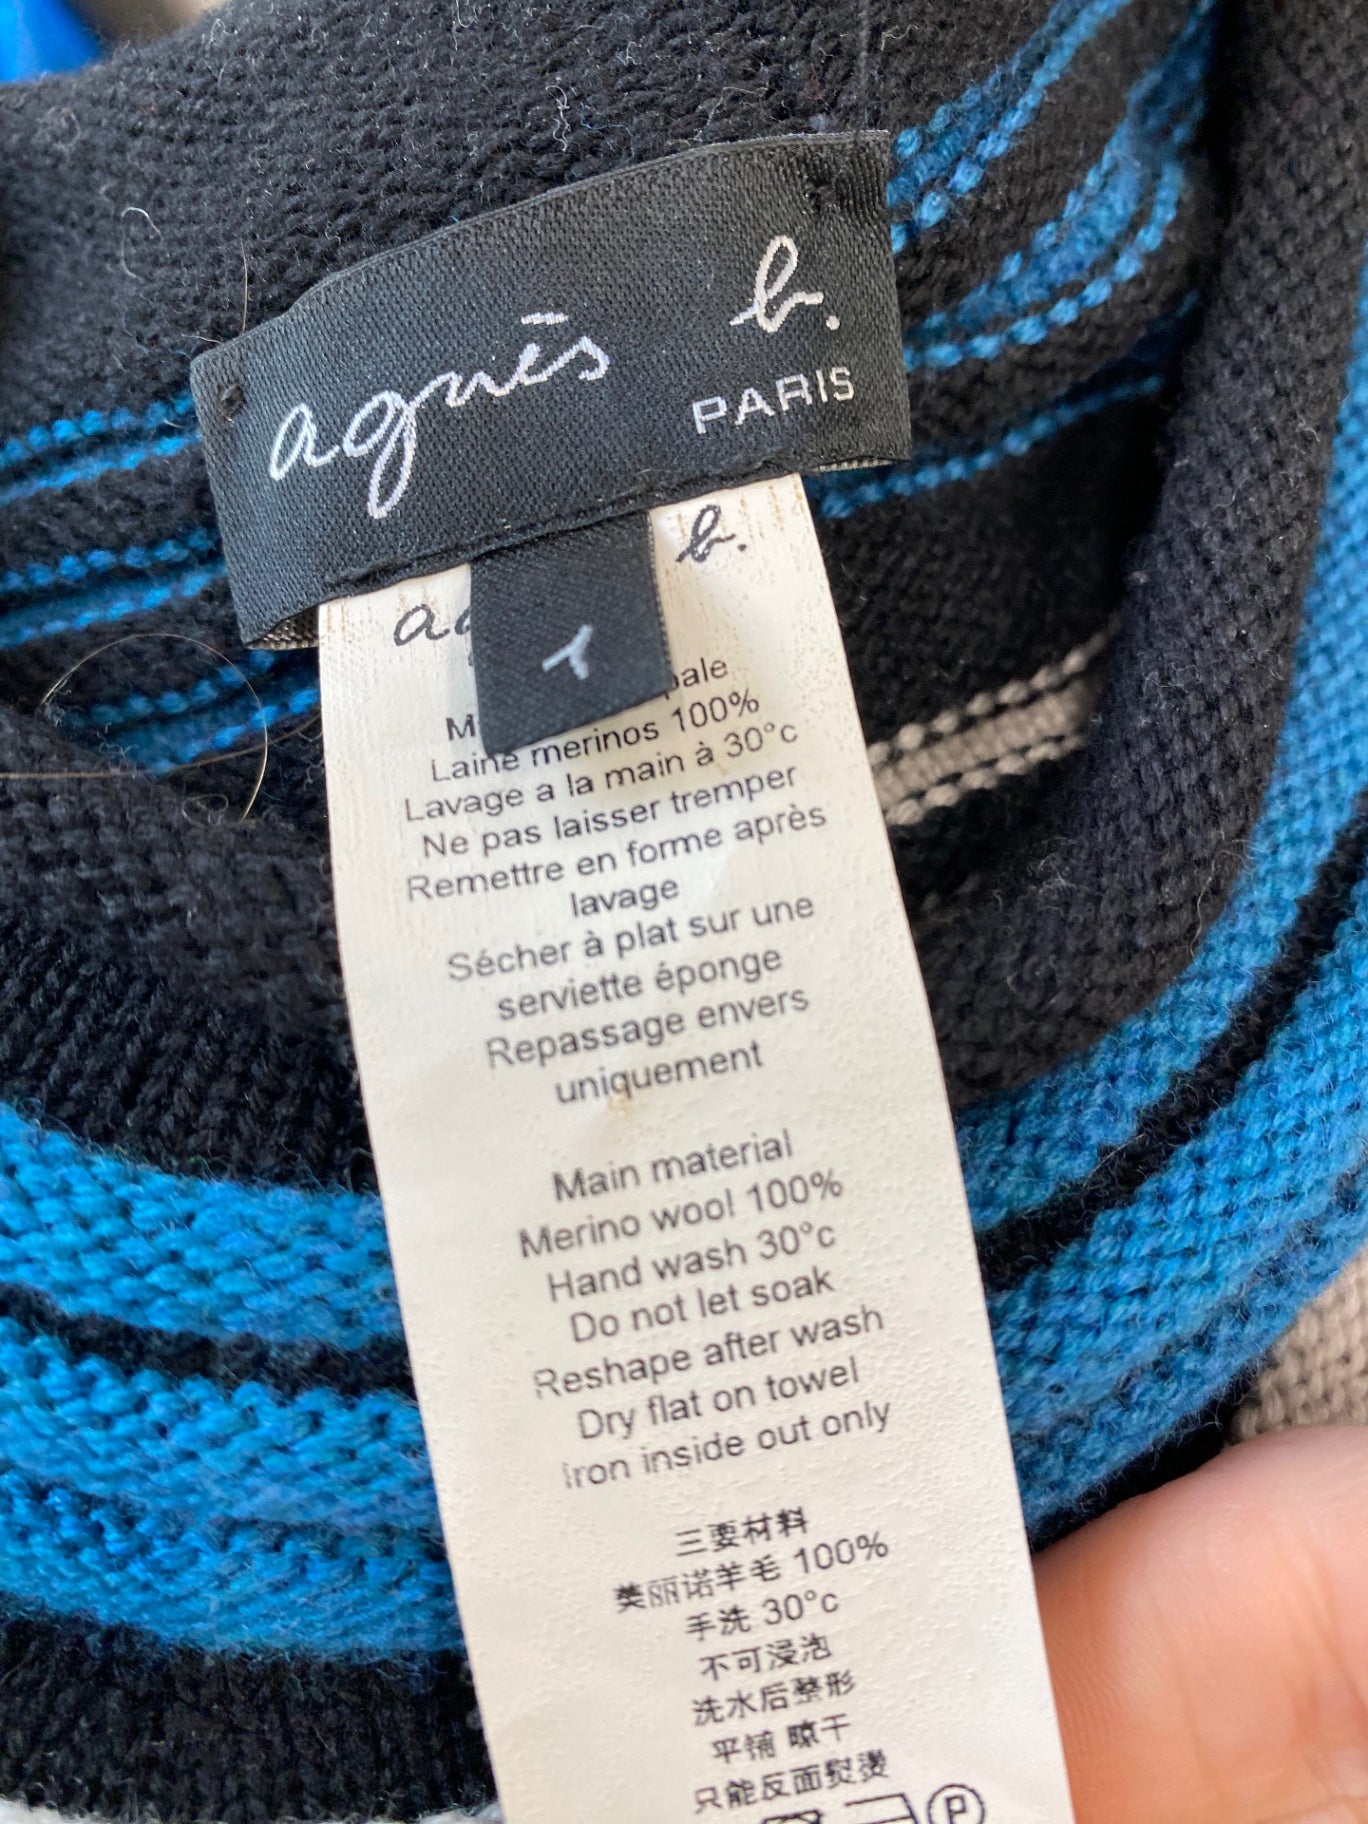 agnès b.
PARIS
1
b.
Laine merinos 100%
Lavage a la main à 30°c
Ne pas laisser tremper
Remettre en forme après
lavage
Sécher à plat sur une
serviette éponge
Repassage envers
uniquement
Main material
Merino wool 100%
Hand wash 30°c
Do not let soak
Reshape after wash
Dry flat on towel
Iron inside out only
三要材料
美丽诺羊毛 100%
手洗 30°c
不可浸泡
洗水后整形
平铺 晾干
只能反面熨烫
P